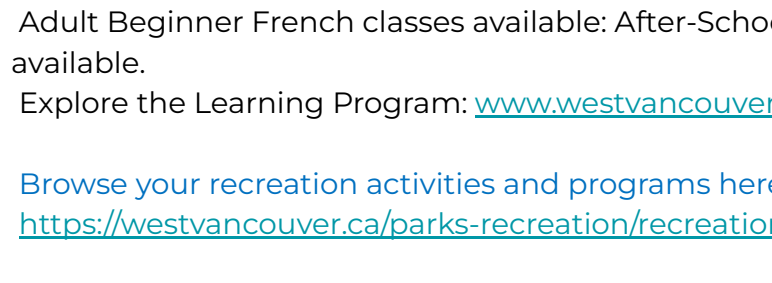 Adult Beginner French classes available: After-Schoo
available.
Explore the Learning Program: www.westvancouver
Browse your recreation activities and programs here
https://westvancouver.ca/parks-recreation/recreation